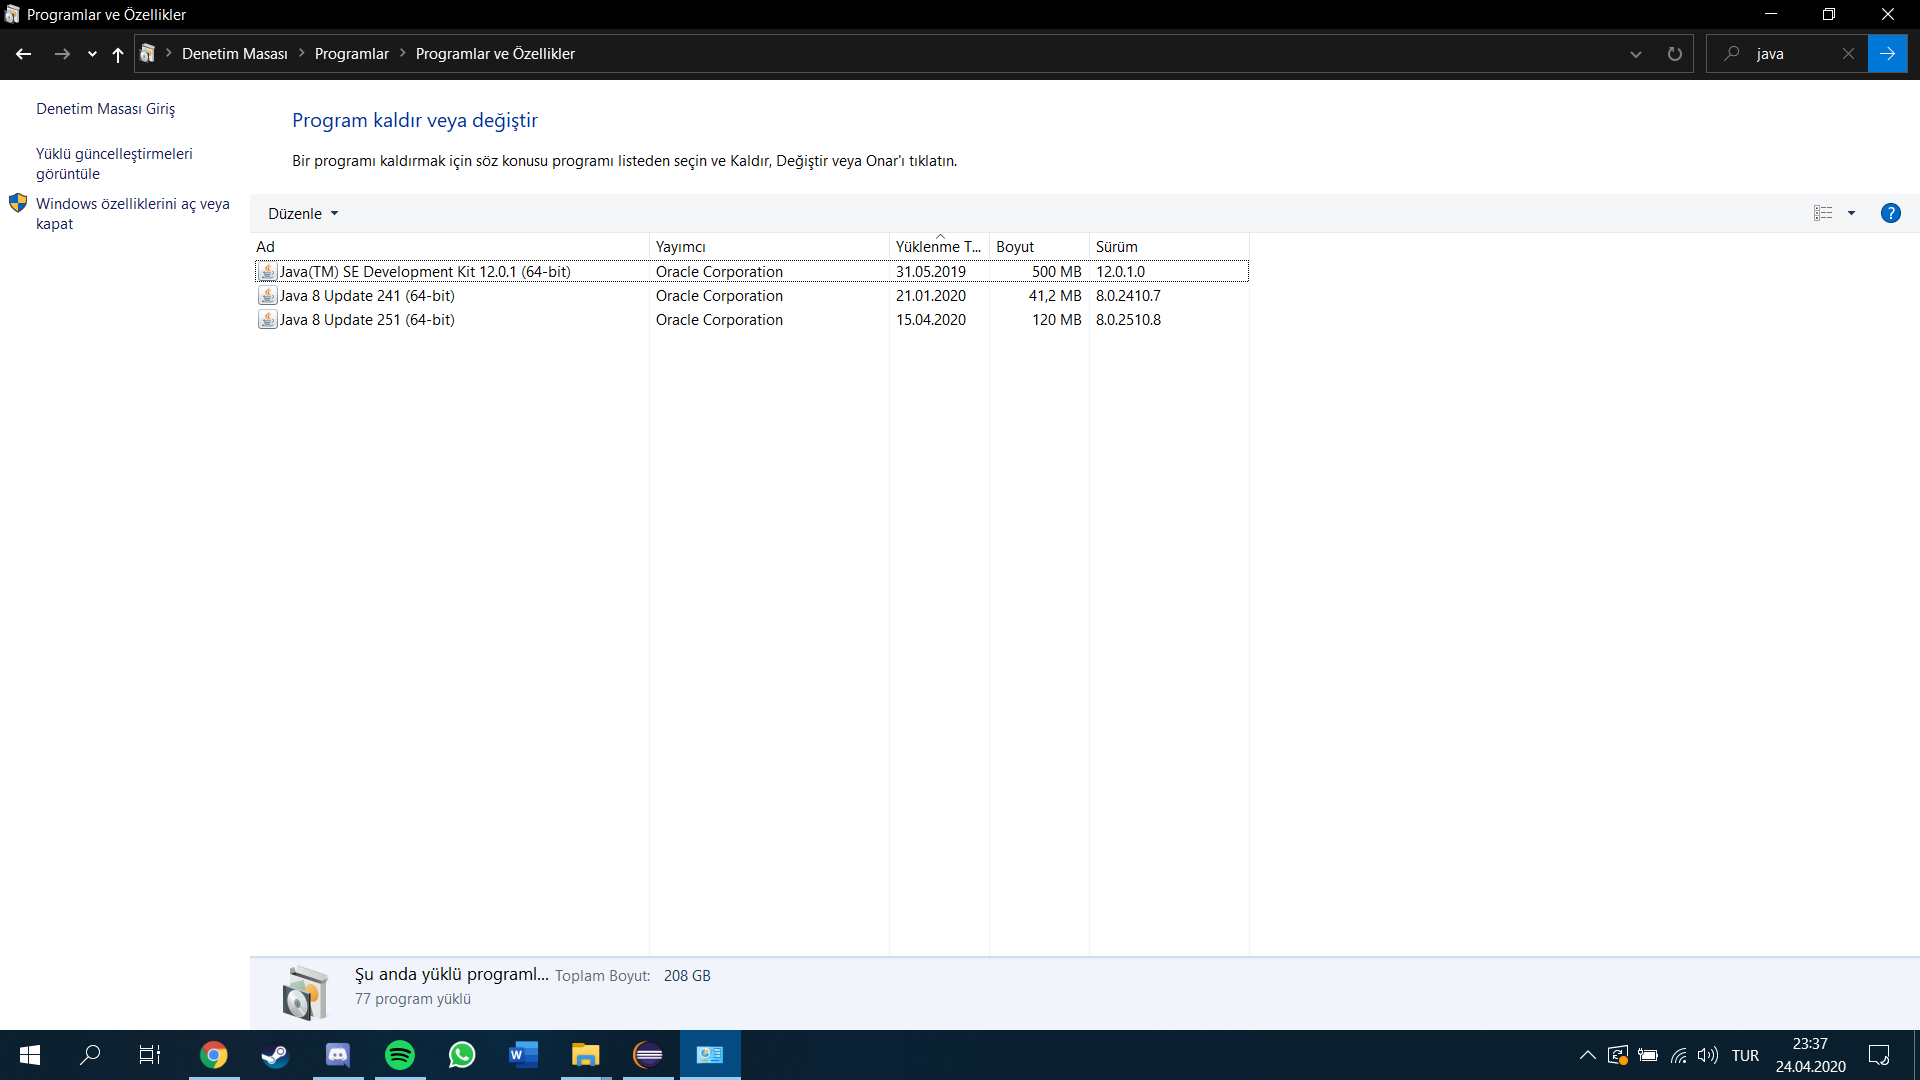 Programlar ve Özellikler
Denetim Masası
Programlar
Programlar ve Özellikler
java
Denetim Masası Giriş
Yüklü güncelleştirmeleri
görüntüle
Windows özelliklerini aç veya
kapat
Program kaldır veya değiştir
Bir programı kaldırmak için söz konusu programı listeden seçin ve Kaldır, Değiştir veya Onar'ı tıklatın.
Düzenle
Ad Yayımcı Yüklenme T... Boyut Sürüm
Java(TM) SE Development Kit 12.0.1 (64-bit) Oracle Corporation 31.05.2019 500 MB 12.0.1.0
Java 8 Update 241 (64-bit) Oracle Corporation 21.01.2020 41,2 MB 8.0.2410.7
Java 8 Update 251 (64-bit) Oracle Corporation 15.04.2020 120 MB 8.0.2510.8
Şu anda yüklü programl... Toplam Boyut: 208 GB
77 program yüklü
TUR
23:37
24.04.2020